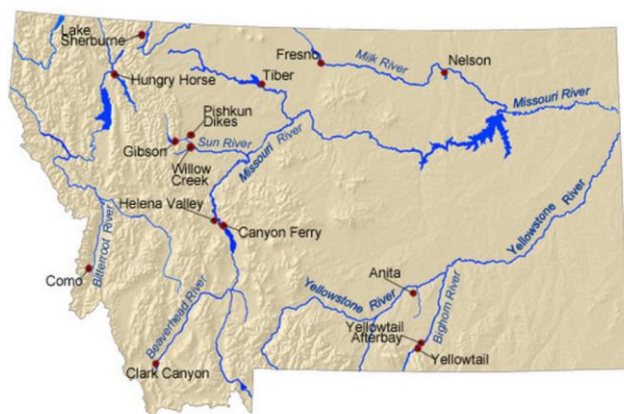 Lake
Sherburne
Hungry Horse
Fresno
Milk River
Nelson
Tiber
Missouri River
Pishkun
Dikes
Gibson
Sun River
Willow
Creek
Missouri River
Helena Valley
Canyon Ferry
Bitterroot River
Como
Beaverhead River
Clark Canyon
Yellowstone River
Anita
Yellowstone River
Yellowtail
Afterbay
Bighorn River
Yellowtail